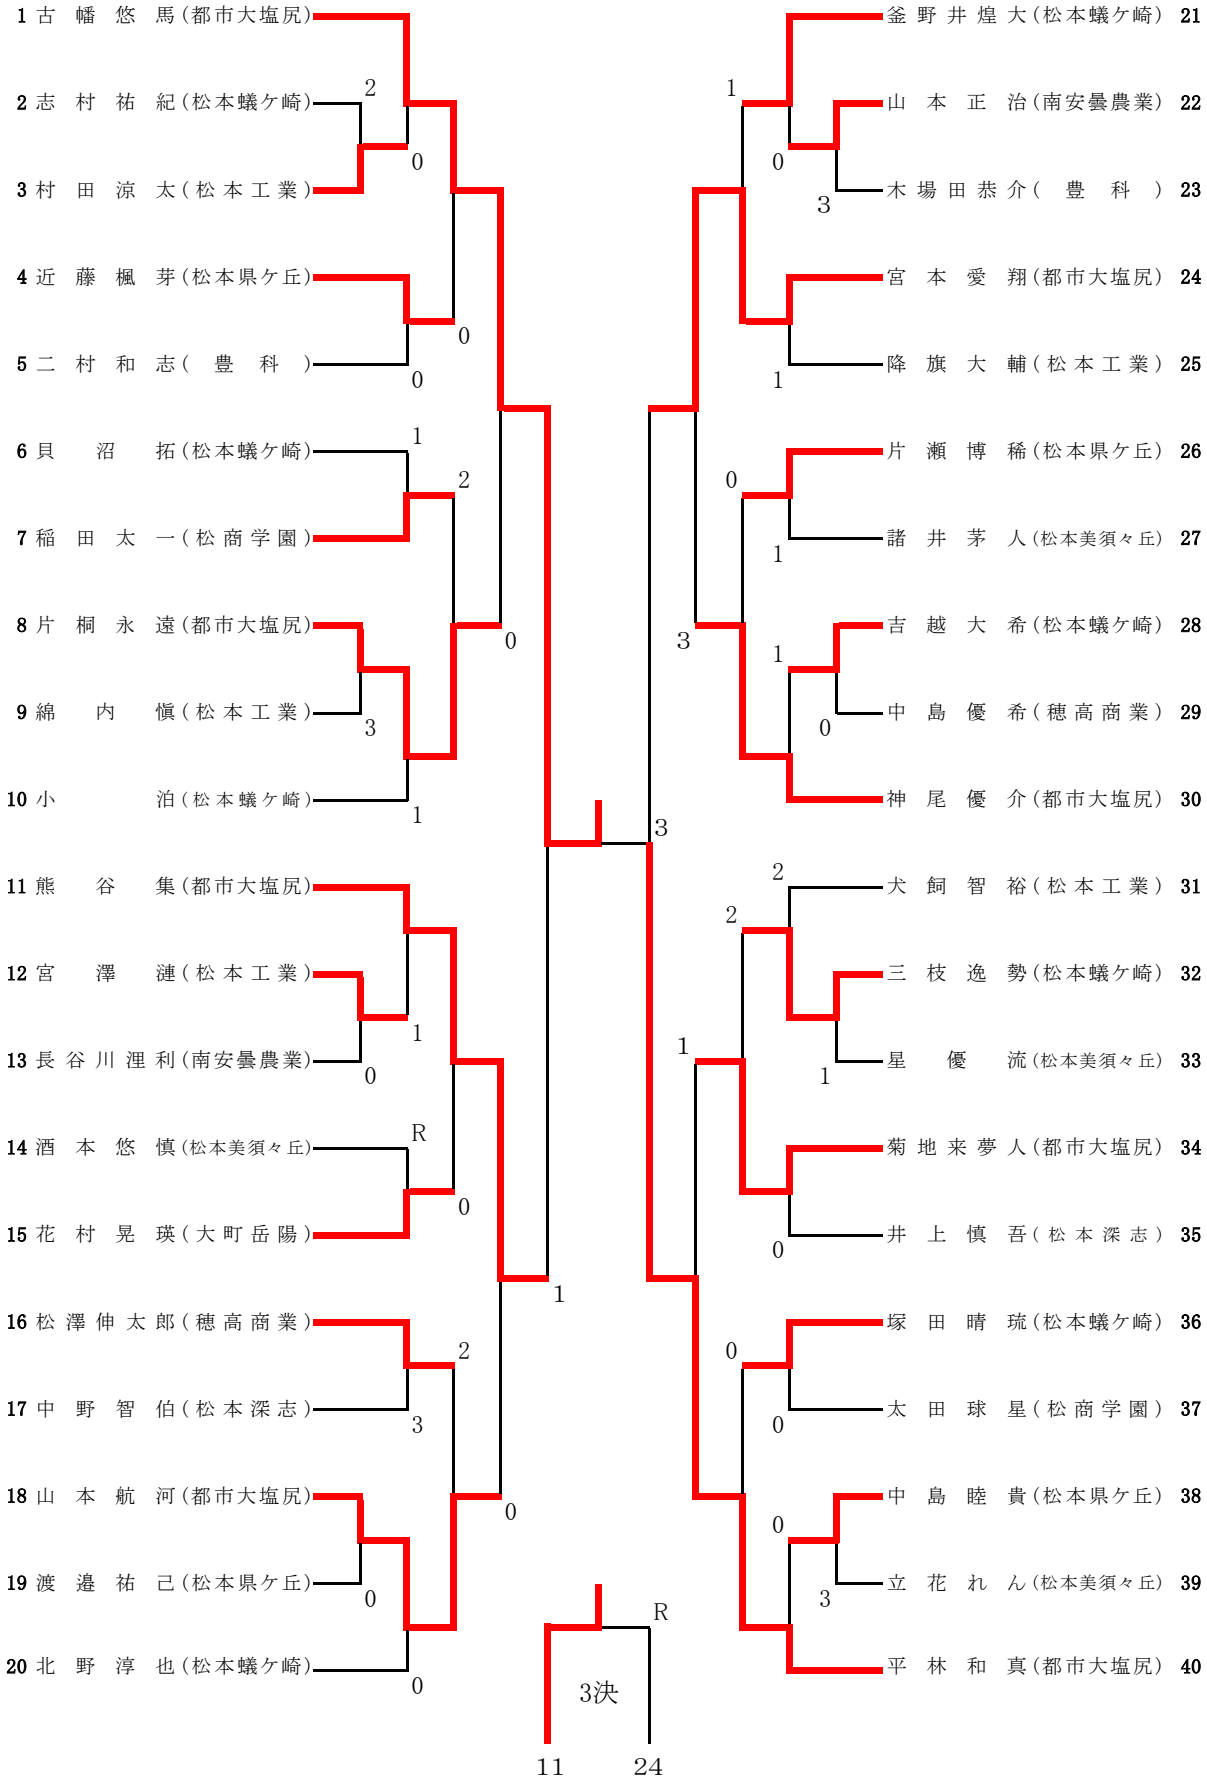 1 古幡悠馬(都市大塩尻)
2 志村祐紀(松本蟻ケ崎)
2
3 村田涼太(松本工業)
0
4 近藤楓芽(松本県ケ丘)
0
5 二村和志(豊科)
0
6 貝沼拓(松本蟻ケ崎)
1
2
7 稲田太一(松商学園)
8 片桐永遠(都市大塩尻)
0
9 綿内愼(松本工業)
3
10 小泊(松本蟻ケ崎)
1
11 熊谷集(都市大塩尻)
12 宮澤漣(松本工業)
1
13 長谷川浬利(南安曇農業)
0
14 酒本悠慎(松本美須々丘)
R
0
15 花村晃瑛(大町岳陽)
1
16 松澤伸太郎(穂高商業)
2
17 中野智伯(松本深志)
3
18 山本航河(都市大塩尻)
0
19 渡邉祐己(松本県ケ丘)
0
20 北野淳也(松本蟻ケ崎)
0
釜野井煌大(松本蟻ケ崎) 21
1
山本正治(南安曇農業) 22
0
木場田恭介(豊科) 23
3
宮本愛翔(都市大塩尻) 24
降旗大輔(松本工業) 25
1
片瀬博稀(松本県ケ丘) 26
0
諸井茅人(松本美須々丘) 27
1
吉越大希(松本蟻ケ崎) 28
3
1
中島優希(穂高商業) 29
0
神尾優介(都市大塩尻) 30
3
犬飼智裕(松本工業) 31
2
2
三枝逸勢(松本蟻ケ崎) 32
星優流(松本美須々丘) 33
1
1
菊地来夢人(都市大塩尻) 34
井上慎吾(松本深志) 35
0
塚田晴琉(松本蟻ケ崎) 36
0
太田球星(松商学園) 37
0
中島睦貴(松本県ケ丘) 38
0
立花れん(松本美須々丘) 39
3
平林和真(都市大塩尻) 40
R
3決
11 24